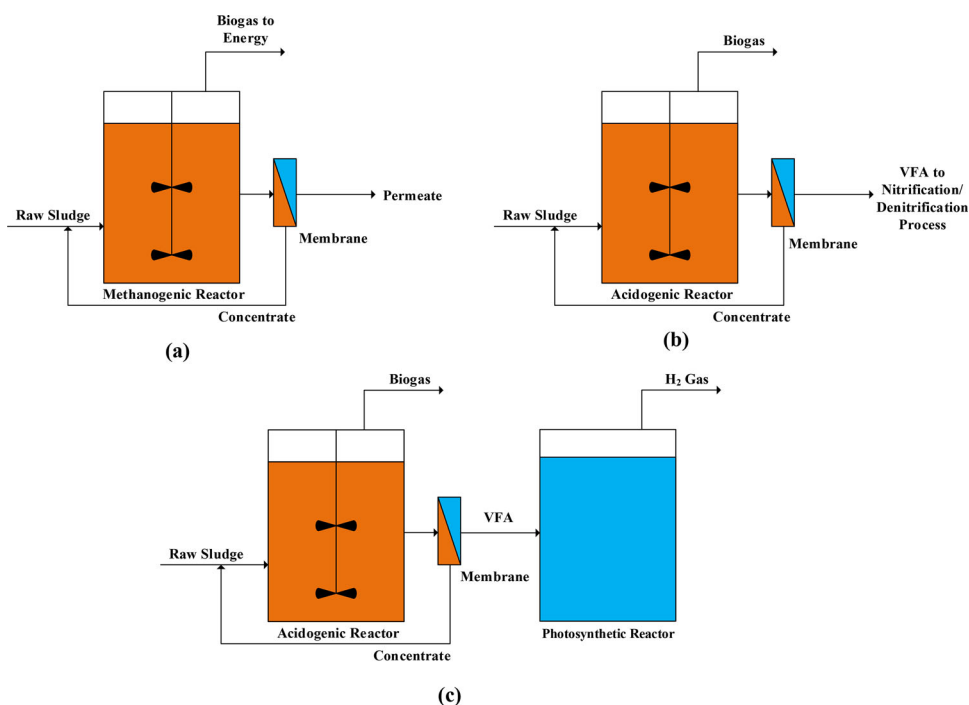 Biogas to
Energy
Raw Sludge
Permeate
Membrane
Methanogenic Reactor
Concentrate
(a)
Biogas
Raw Sludge
VFA to
Nitrification/
Denitrification
Process
Membrane
Acidogenic Reactor
Concentrate
(b)
Biogas
H₂ Gas
VFA
Raw Sludge
Membrane
Acidogenic Reactor
Photosynthetic Reactor
Concentrate
(c)